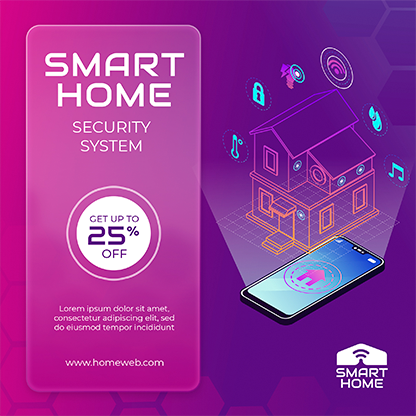 SMART
HOME
SECURITY
SYSTEM
GET UP TO
25%
OFF
Lorem ipsum dolor sit amet,
consectetur adipiscing elit, sed do
eiusmod tempor incididunt
www.homeweb.com
SMART
HOME